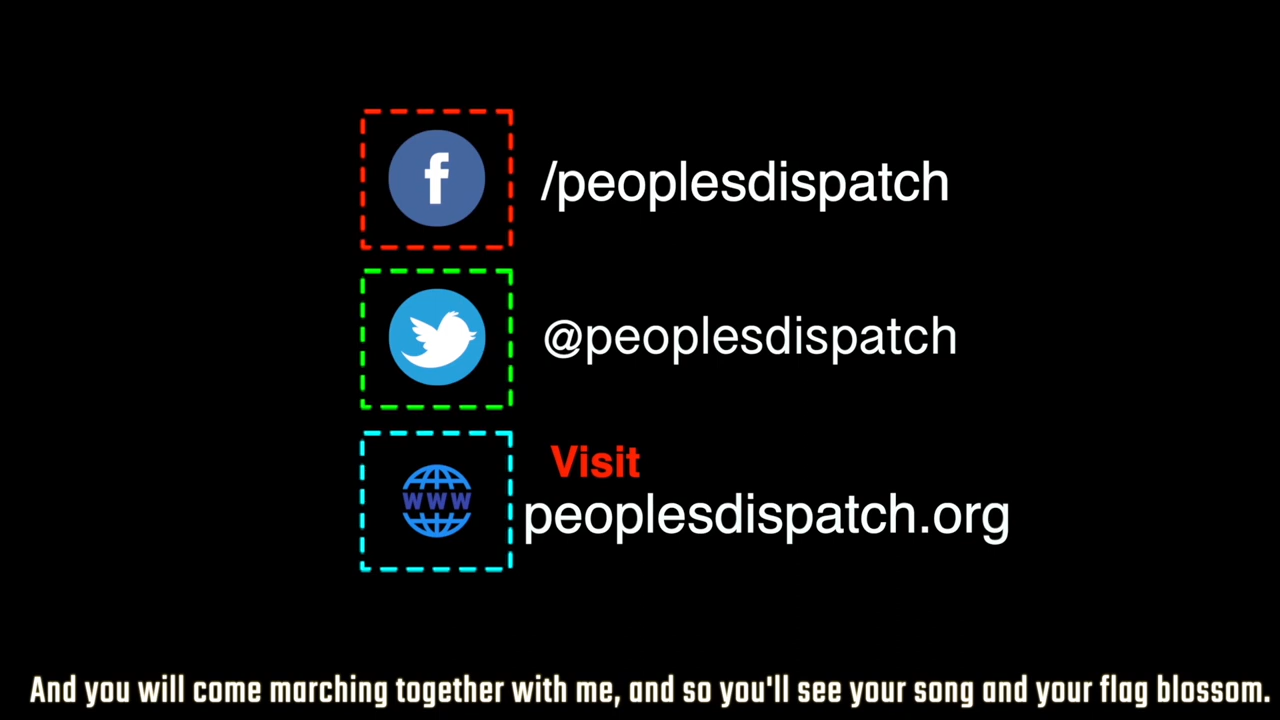 f
/peoplesdispatch
@peoplesdispatch
Visit
www
peoplesdispatch.org
And you will come marching together with me, and so you'll see your song and your flag blossom.